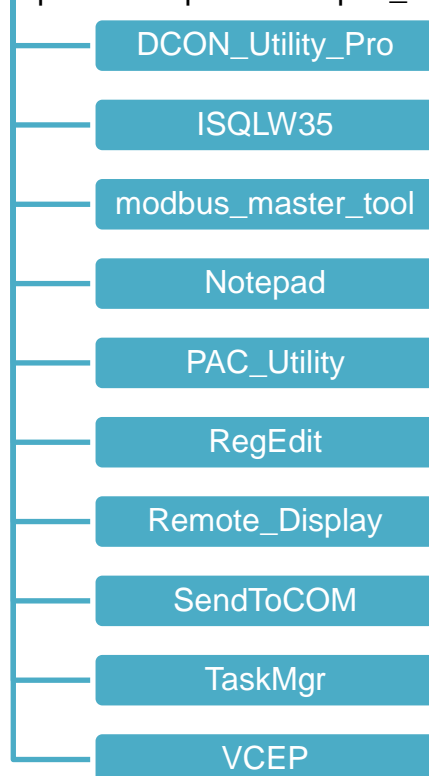 DCON_Utility_Pro
ISQLW35
modbus_master_tool
Notepad
PAC_Utility
RegEdit
Remote_Display
SendToCOM
TaskMgr
VCEP